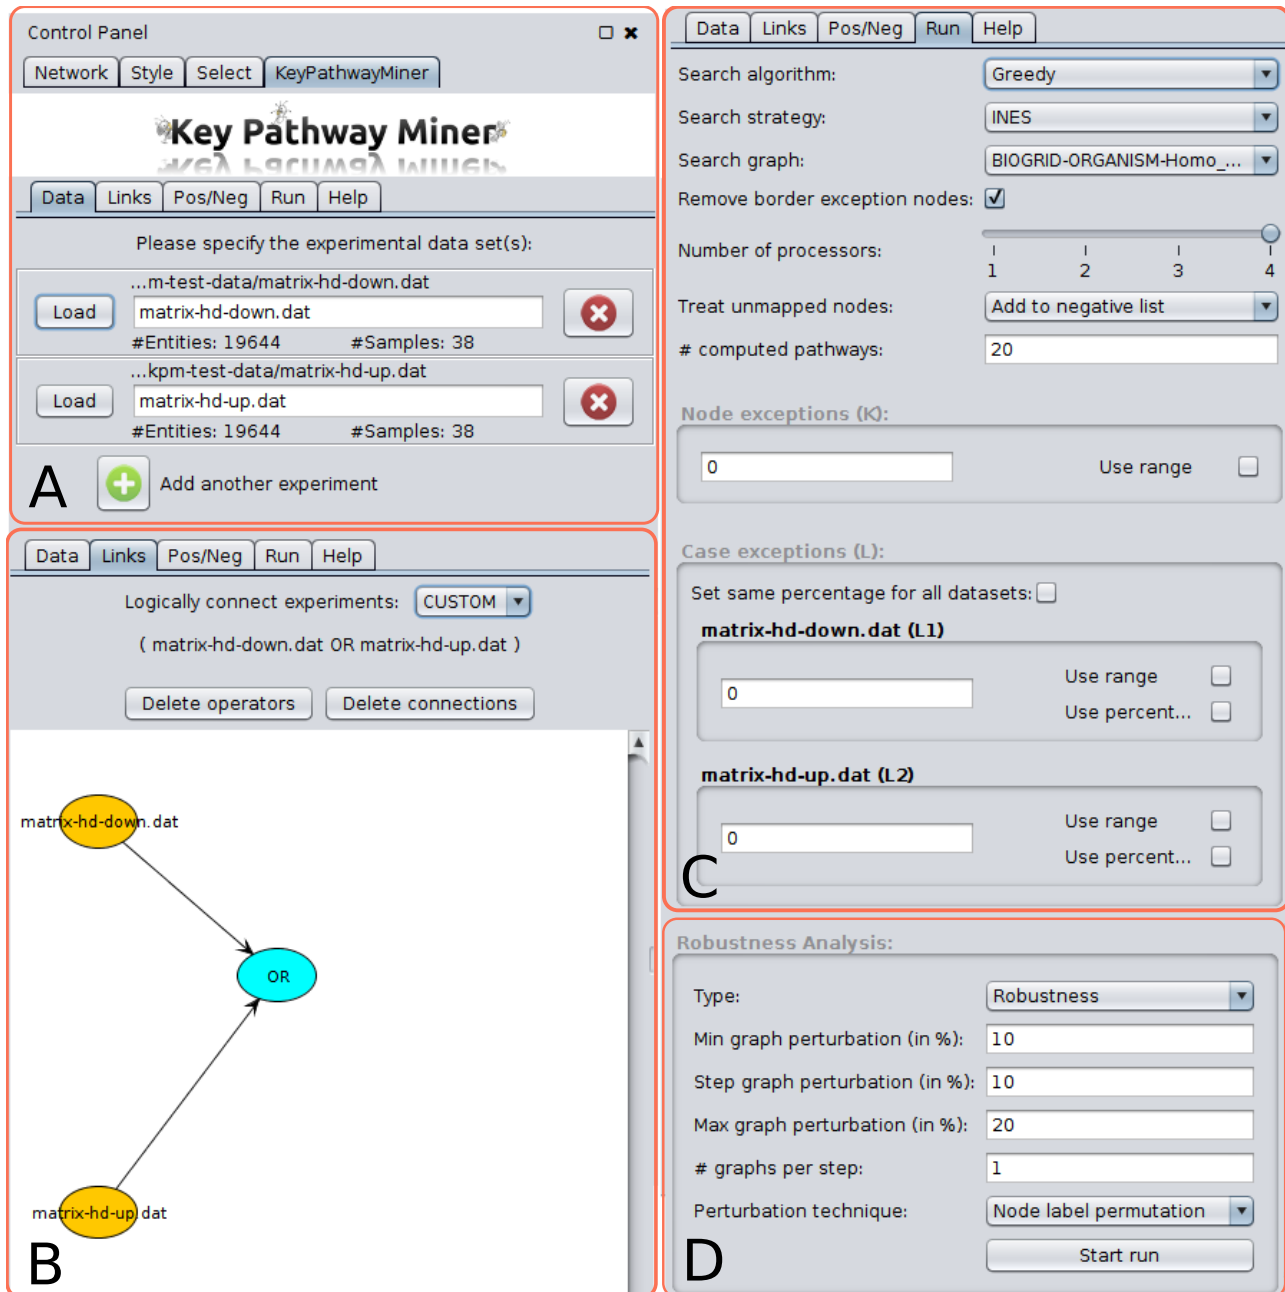 Control Panel
Network Style Select KeyPathwayMiner
Key Pathway Miner
Data Links Pos/Neg Run Help
Please specify the experimental data set(s):
...m-test-data/matrix-hd-down.dat
Load matrix-hd-down.dat
#Entities: 19644 #Samples: 38
...kpm-test-data/matrix-hd-up.dat
Load matrix-hd-up.dat
#Entities: 19644 #Samples: 38
A
Add another experiment
Data Links Pos/Neg Run Help
Logically connect experiments: CUSTOM
( matrix-hd-down.dat OR matrix-hd-up.dat )
Delete operators Delete connections
matrix-hd-down.dat
OR
matrix-hd-up.dat
B
Data Links Pos/Neg Run Help
Search algorithm: Greedy
Search strategy: INES
Search graph: BIOGRID-ORGANISM-Homo_...
Remove border exception nodes:
Number of processors:
1 2 3 4
Treat unmapped nodes: Add to negative list
# computed pathways: 20
Node exceptions (K):
0 Use range
Case exceptions (L):
Set same percentage for all datasets:
matrix-hd-down.dat (L1)
0
Use range
Use percent...
matrix-hd-up.dat (L2)
0
Use range
Use percent...
C
Robustness Analysis:
Type: Robustness
Min graph perturbation (in %): 10
Step graph perturbation (in %): 10
Max graph perturbation (in %): 20
# graphs per step: 1
Perturbation technique: Node label permutation
D
Start run